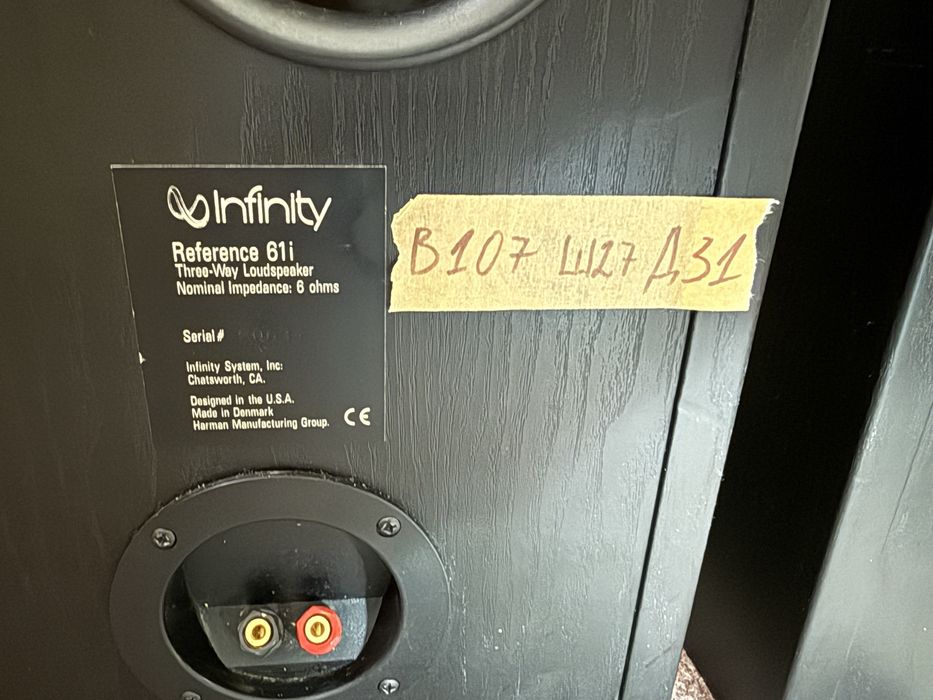 Infinity
Reference 61i
Three-Way Loudspeaker
Nominal Impedance: 6 ohms
Serial #
Infinity System, Inc:
Chatsworth, CA.
Designed in the U.S.A.
Made in Denmark
Harman Manufacturing Group.
CE
В107 Ш27 Д31